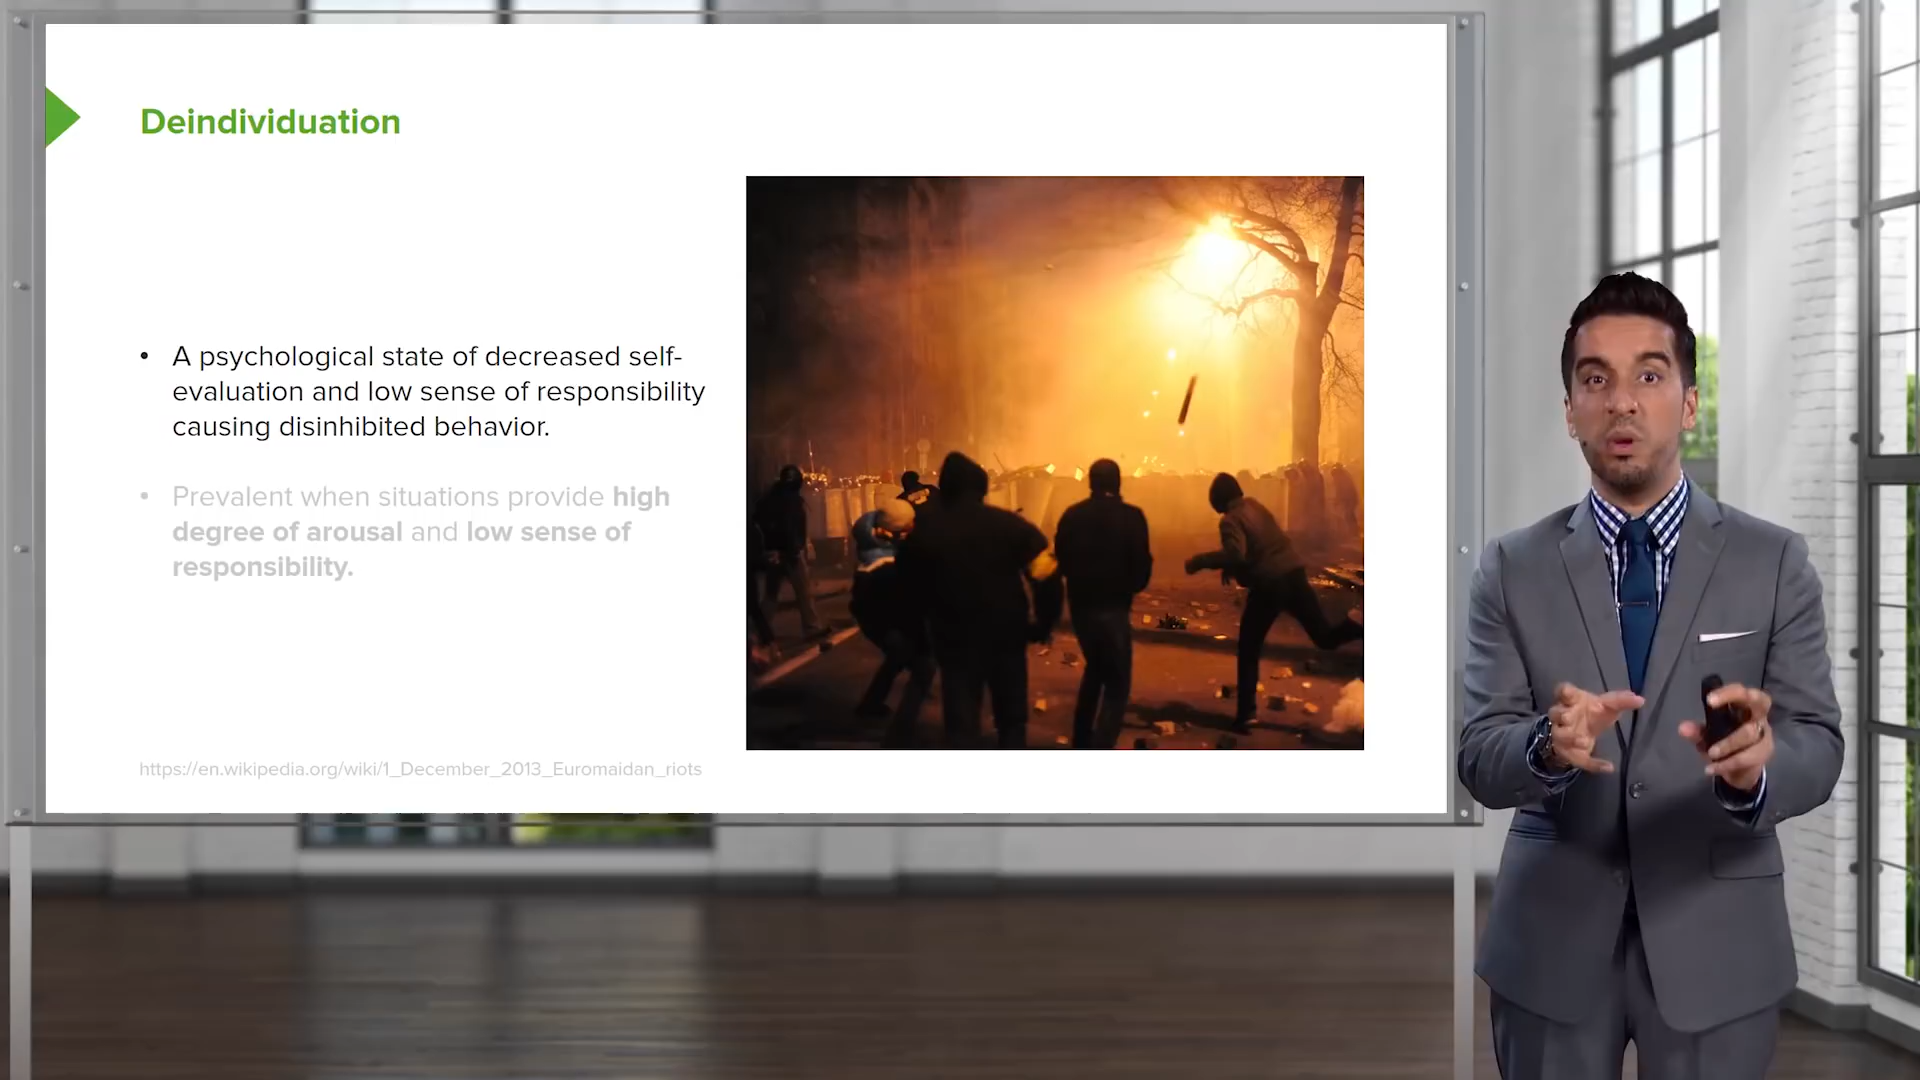 Deindividuation
• A psychological state of decreased self-
evaluation and low sense of responsibility
causing disinhibited behavior.
• Prevalent when situations provide high
degree of arousal and low sense of
responsibility.
https://en.wikipedia.org/wiki/1_December_2013_Euromaidan_riots